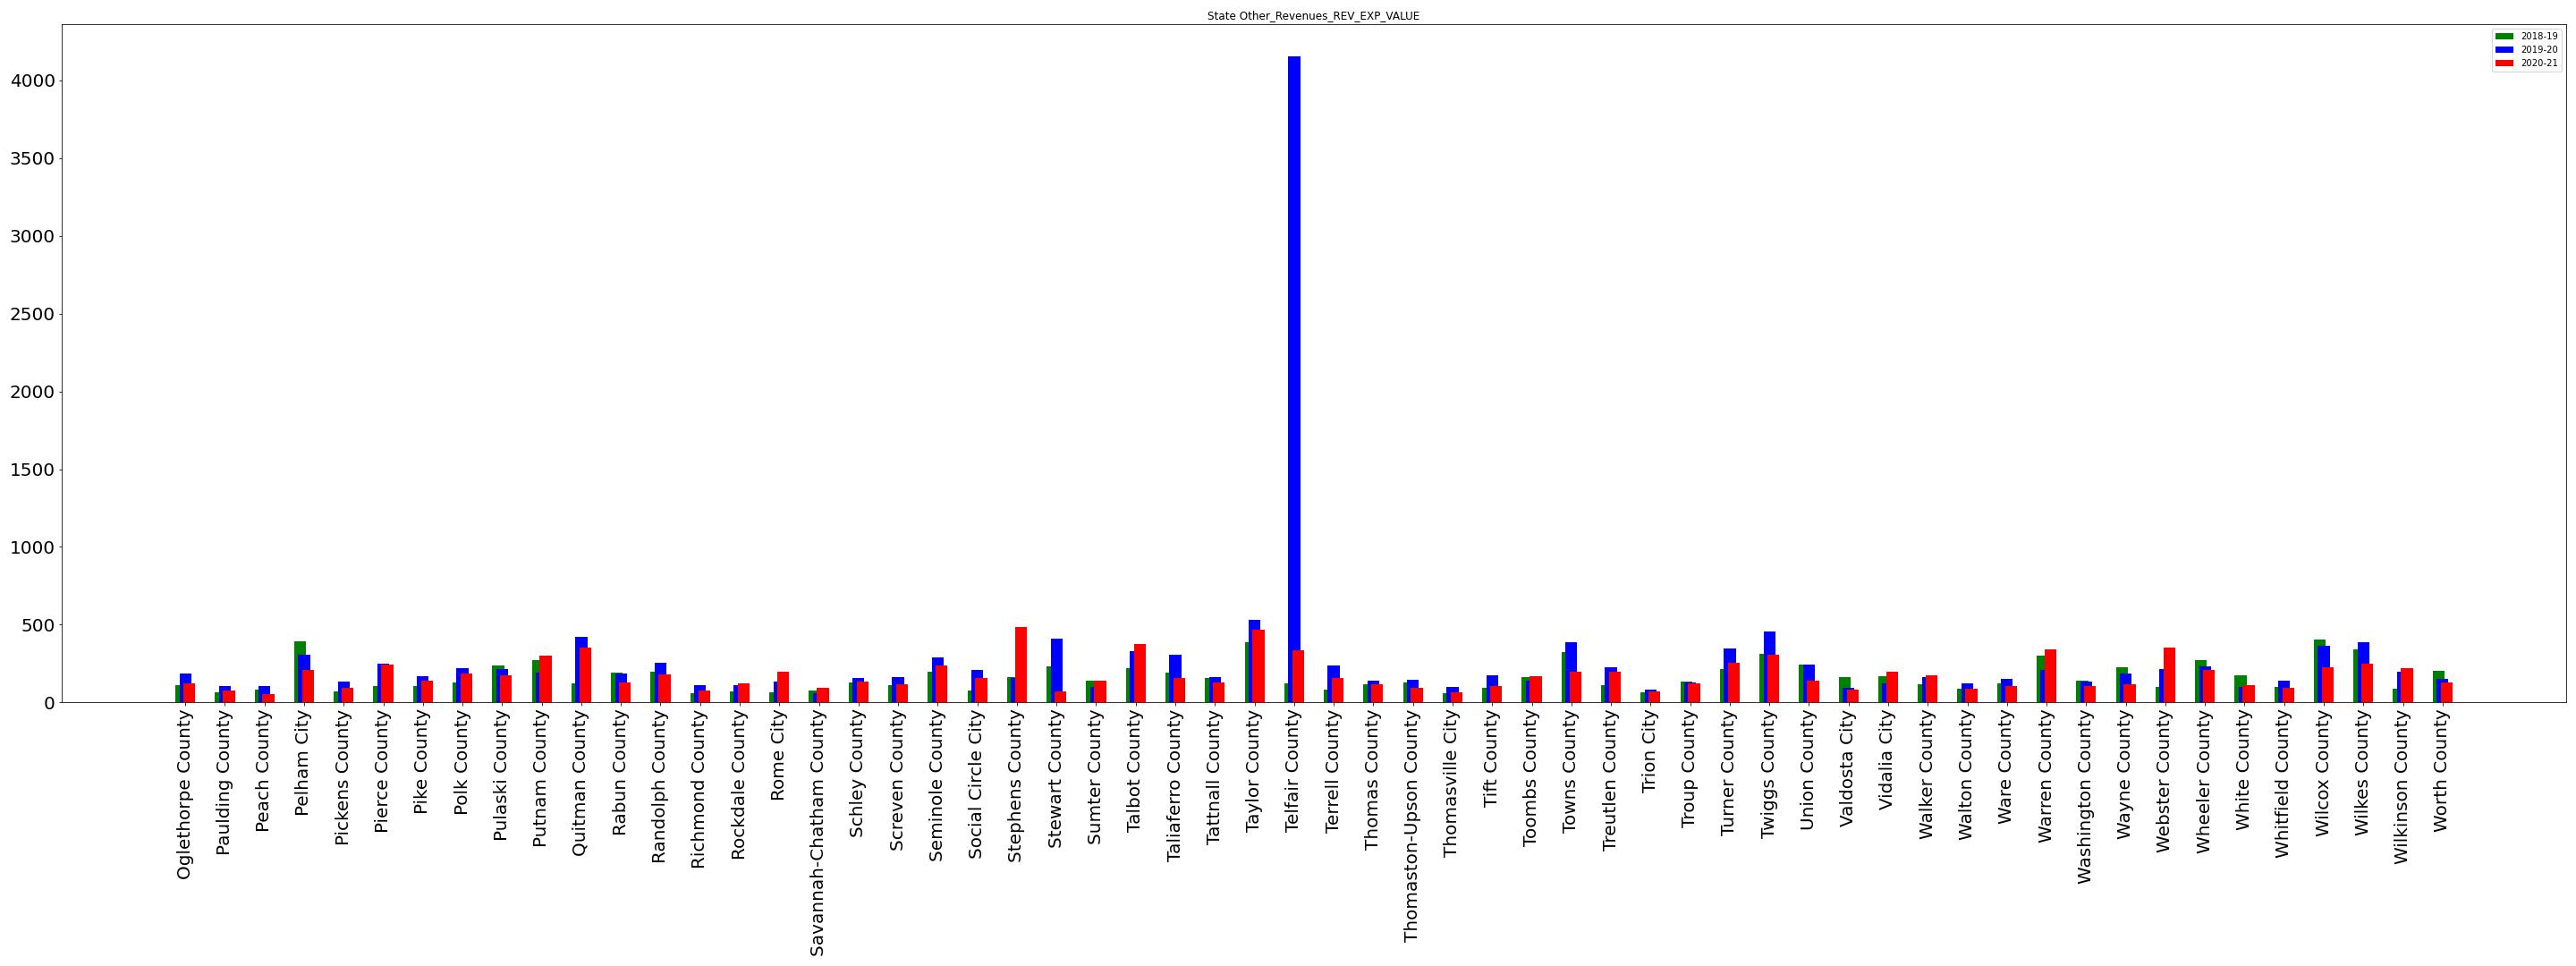 State Other_Revenues_REV_EXP_VALUE
2018-19
2019-20
2020-21
4000
3500
3000
2500
2000
1500
1000
500
0
Oglethorpe County
Paulding County
Peach County
Pelham City
Pickens County
Pierce County
Pike County
Polk County
Pulaski County
Putnam County
Quitman County
Rabun County
Randolph County
Richmond County
Rockdale County
Rome City
Savannah-Chatham County
Schley County
Screven County
Seminole County
Social Circle City
Stephens County
Stewart County
Sumter County
Talbot County
Taliaferro County
Tattnall County
Taylor County
Telfair County
Terrell County
Thomas County
Thomaston-Upson County
Thomasville City
Tift County
Toombs County
Towns County
Treutlen County
Trion City
Troup County
Turner County
Twiggs County
Union County
Valdosta City
Vidalia City
Walker County
Walton County
Ware County
Warren County
Washington County
Wayne County
Webster County
Wheeler County
White County
Whitfield County
Wilcox County
Wilkes County
Wilkinson County
Worth County